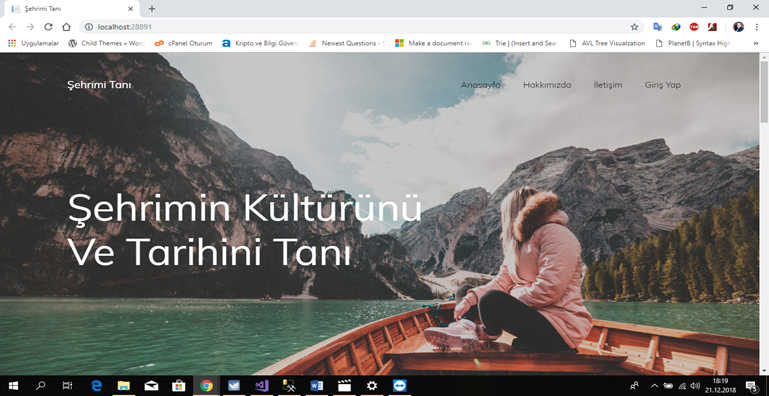 Şehrimi Tanı
localhost:28891
Uygulamalar
Child Themes « Word
cPanel Oturum
Kripto ve Bilgi Güven
Newest Questions - S
Make a document re
Trie | (Insert and Sear
AVL Tree Visualzation
PlanetB | Syntax High
»
Şehrimi Tanı
Anasayfa
Hakkımızda
İletişim
Giriş Yap
Şehrimin Kültürünü
Ve Tarihini Tanı
18:19
21.12.2018